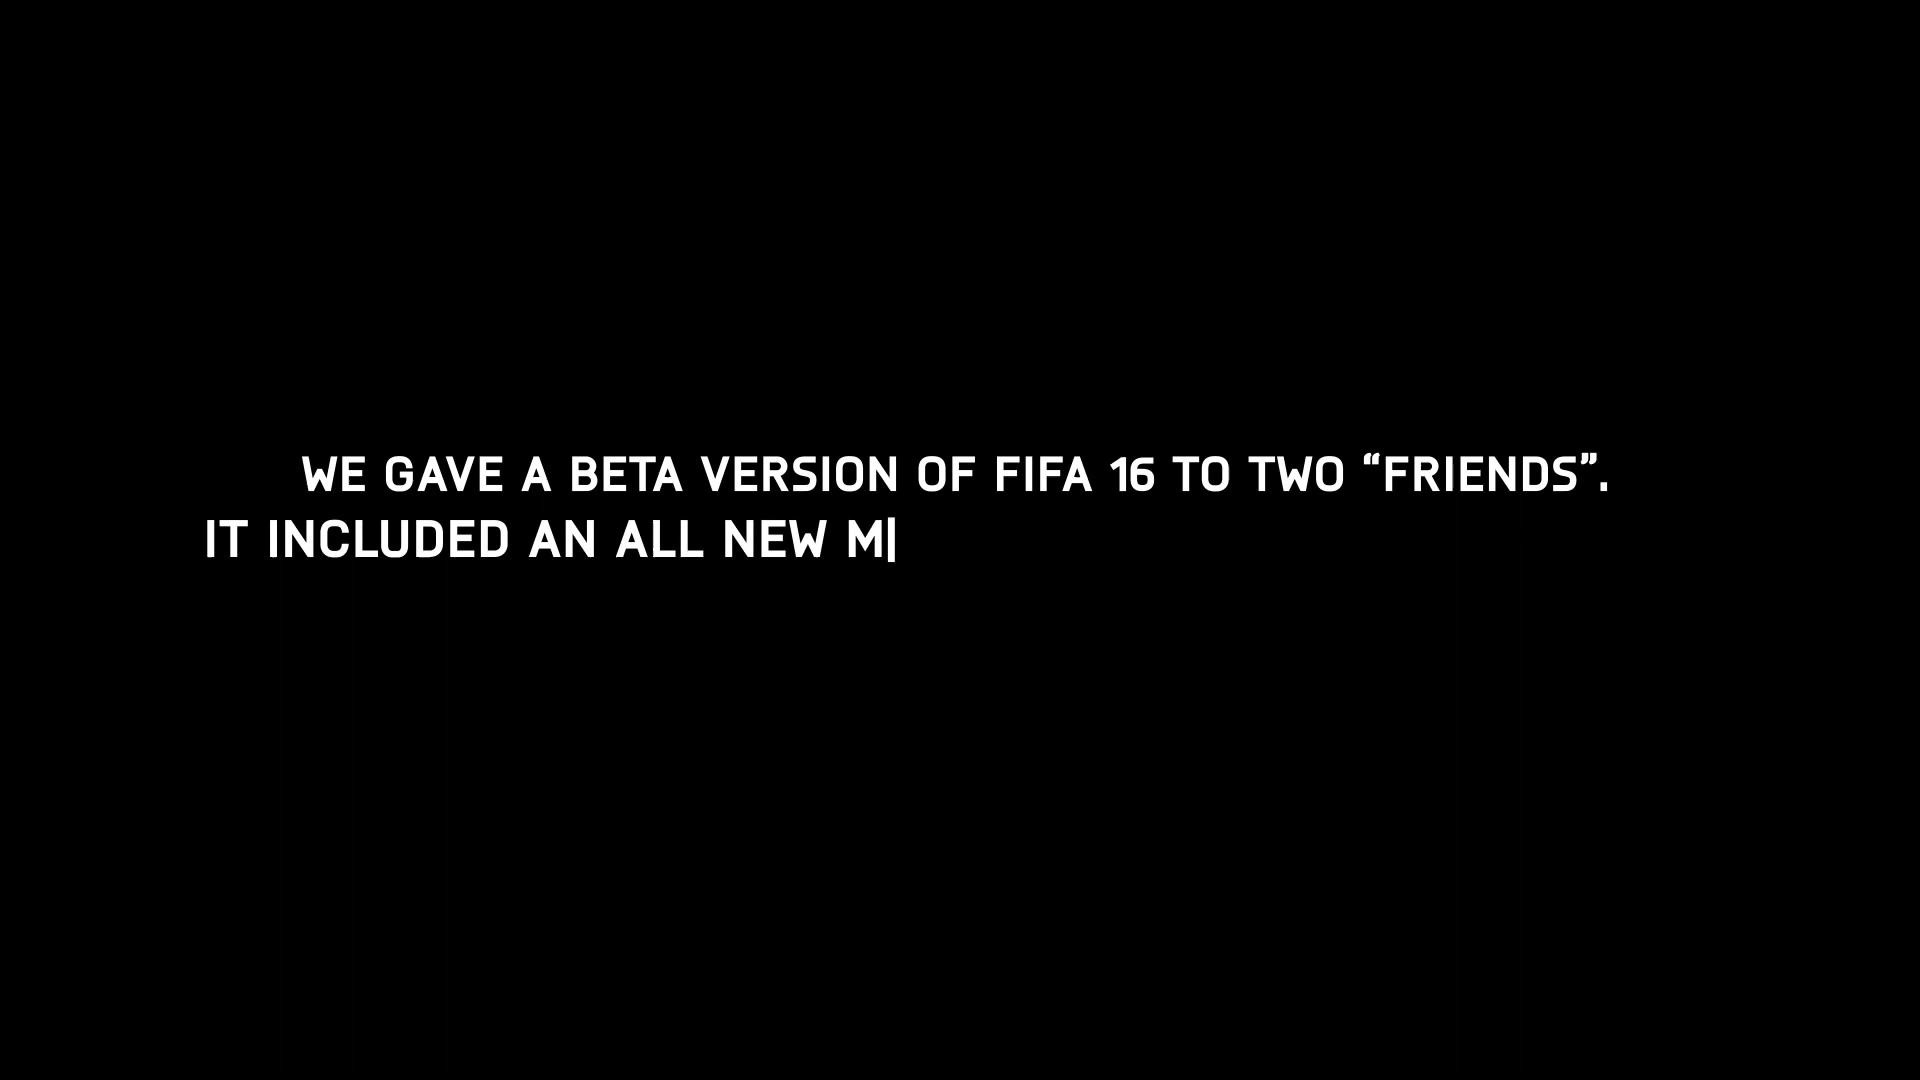 WE GAVE A BETA VERSION OF FIFA 16 TO TWO “FRIENDS”.
IT INCLUDED AN ALL NEW M